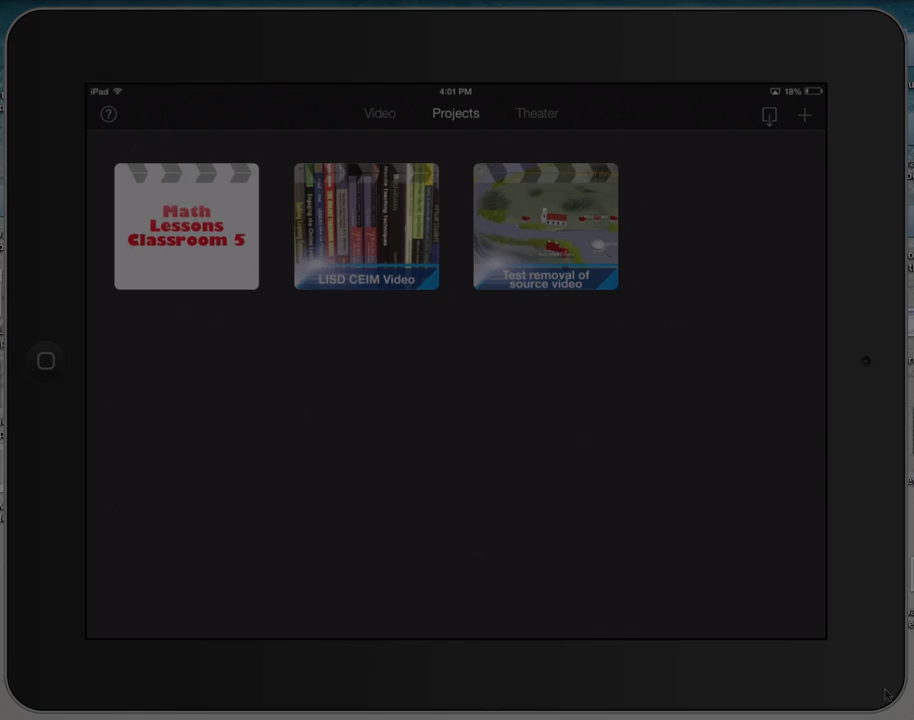 iPad
4:01 PM
18%
?
Video
Projects
Theater
Math
Lessons
Classroom 5
LISD CEIM Video
Test removal of
source video